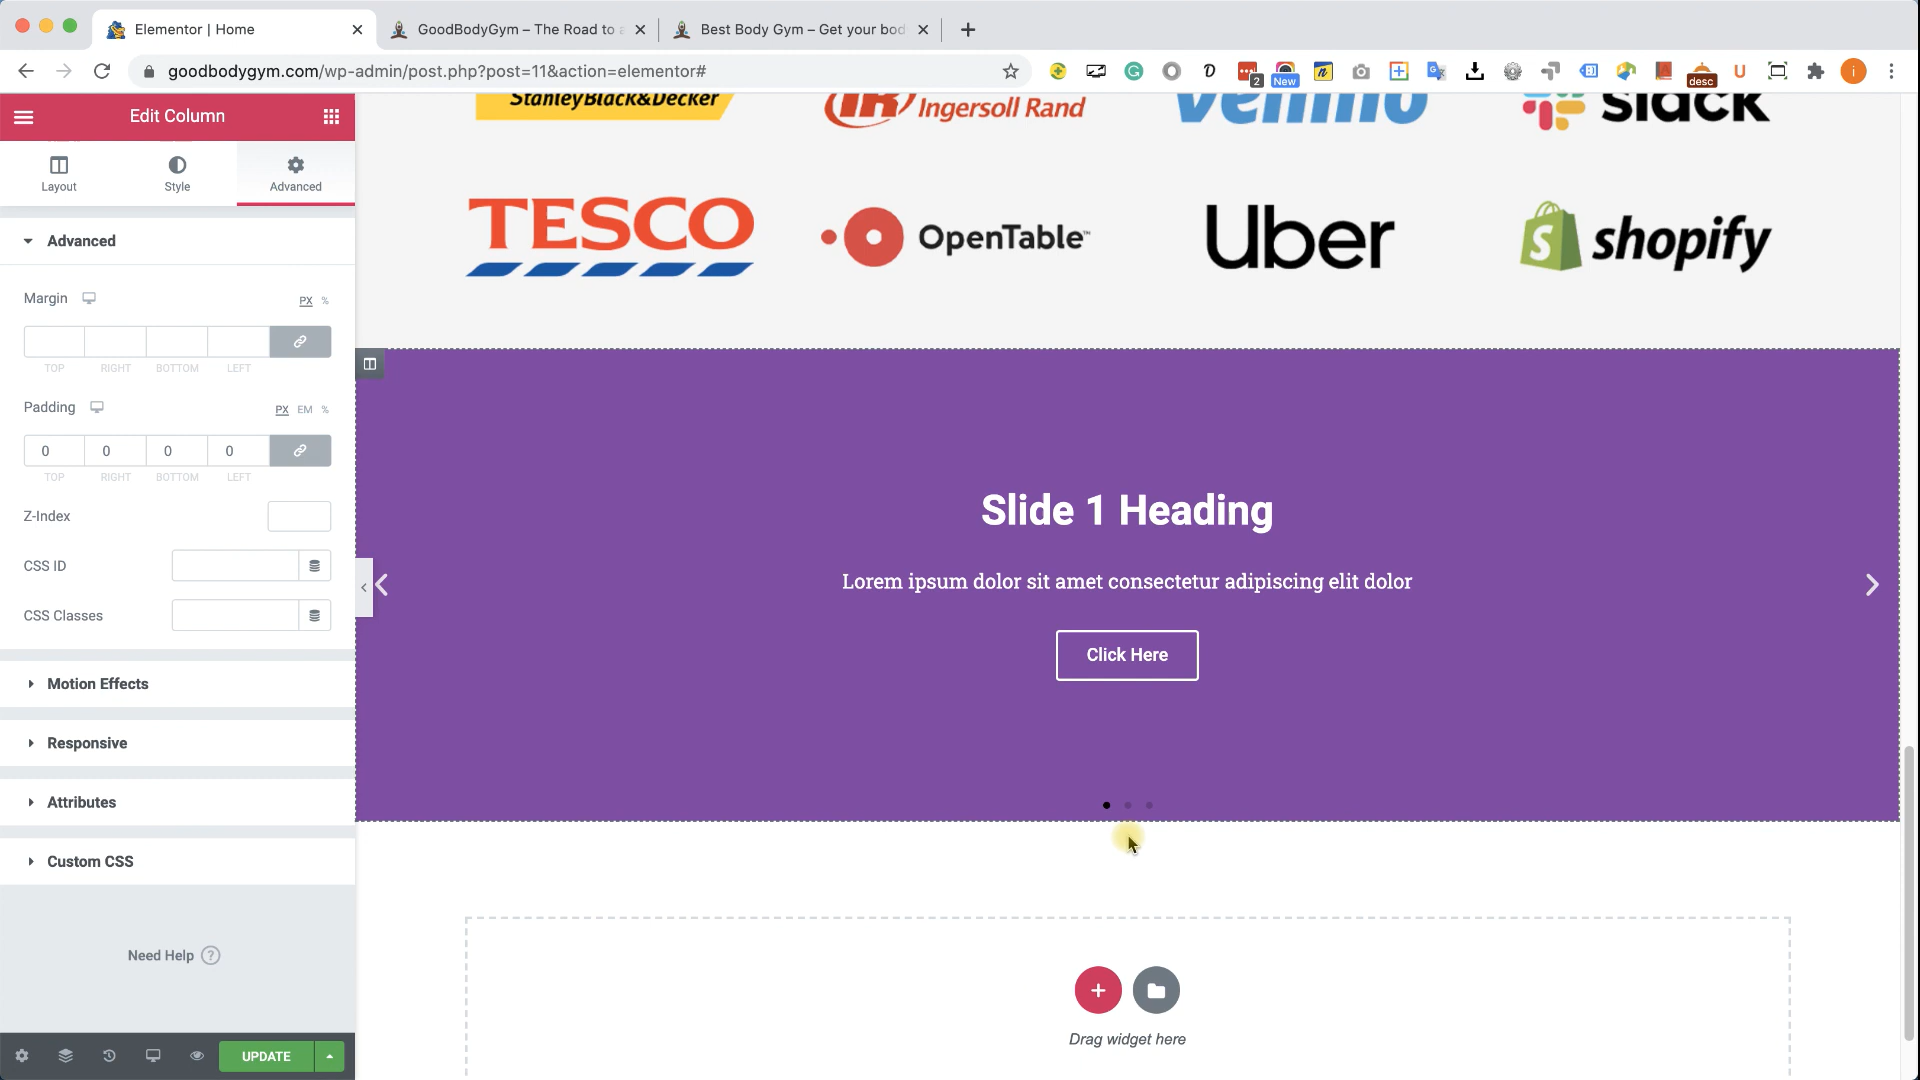 Elementor | Home
GoodBodyGym – The Road to a
Best Body Gym – Get your bod
goodbodygym.com/wp-admin/post.php?post=11&action=elementor#
2
New
desc
i
Edit Column
Layout
Style
Advanced
Advanced
Margin
PX %
TOP RIGHT BOTTOM LEFT
Padding
PX EM %
0 0 0 0
TOP RIGHT BOTTOM LEFT
Z-Index
CSS ID
CSS Classes
Motion Effects
Responsive
Attributes
Custom CSS
Need Help ?
UPDATE
StanleyBlack&Decker
IR Ingersoll Rand
venmo
slack
TESCO
OpenTable™
Uber
shopify
Slide 1 Heading
Lorem ipsum dolor sit amet consectetur adipiscing elit dolor
Click Here
Drag widget here